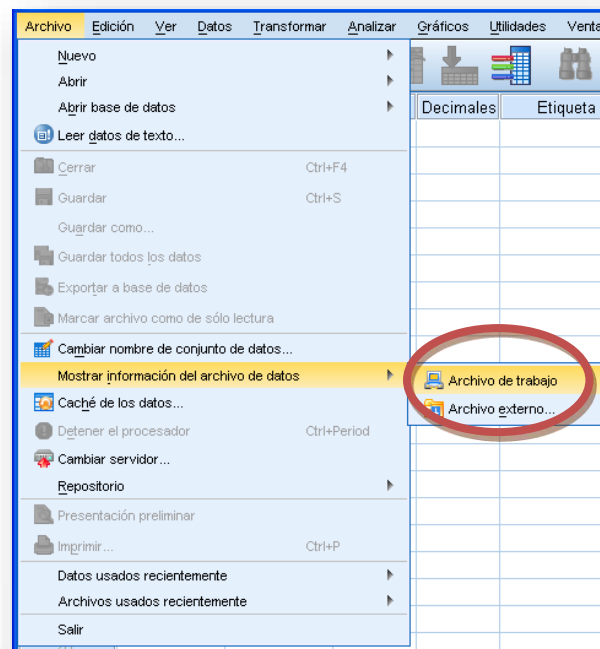 Archivo Edición Ver Datos Transformar Analizar Gráficos Utilidades Venta
Nuevo
Abrir
Abrir base de datos
Leer datos de texto...
Cerrar Ctrl+F4
Guardar Ctrl+S
Guardar como...
Guardar todos los datos
Exportar a base de datos
Marcar archivo como de sólo lectura
Cambiar nombre de conjunto de datos...
Mostrar información del archivo de datos
Caché de los datos...
Detener el procesador Ctrl+Period
Cambiar servidor...
Repositorio
Presentación preliminar
Imprimir... Ctrl+P
Datos usados recientemente
Archivos usados recientemente
Salir
Decimales Etiqueta
Archivo de trabajo
Archivo externo...